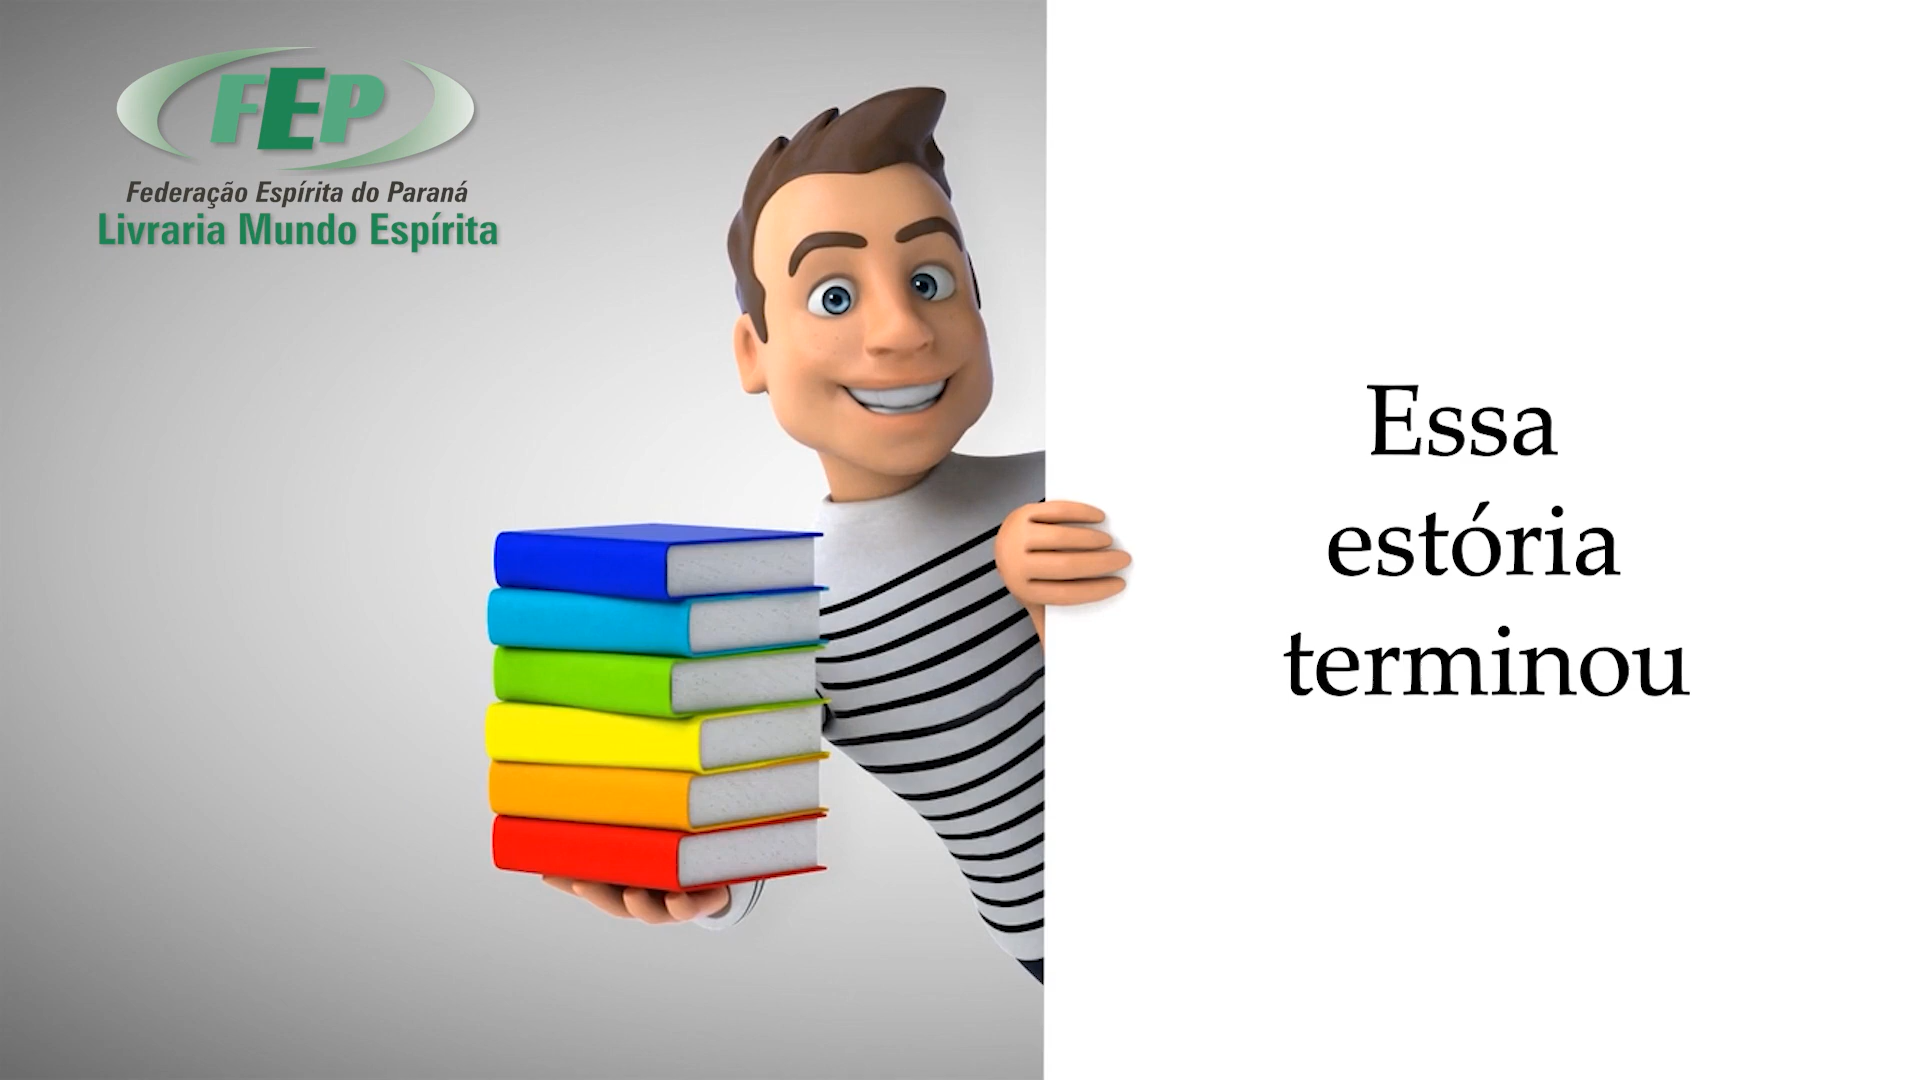 FEP
Federação Espírita do Paraná
Livraria Mundo Espírita
Essa
estória
terminou